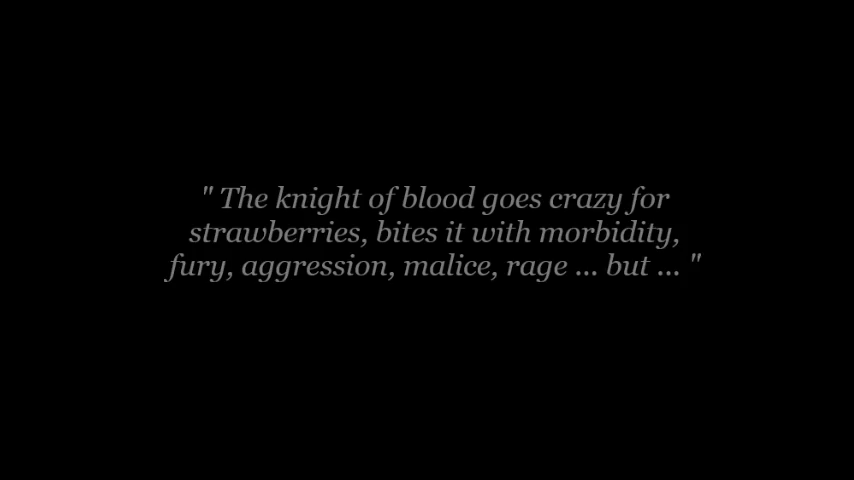 " The knight of blood goes crazy for
strawberries, bites it with morbidity,
fury, aggression, malice, rage ... but ... "